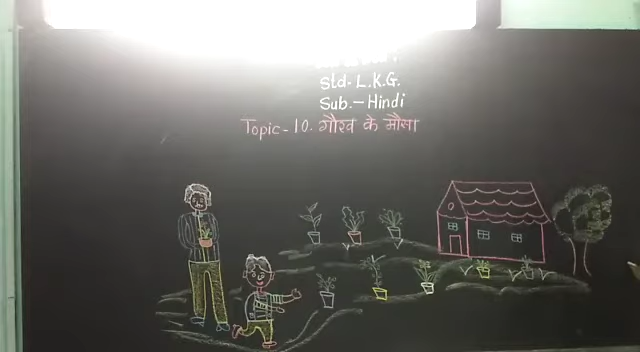 Std- L.K.G.
Sub.- Hindi
Topic - 10. गौरव के मौसा